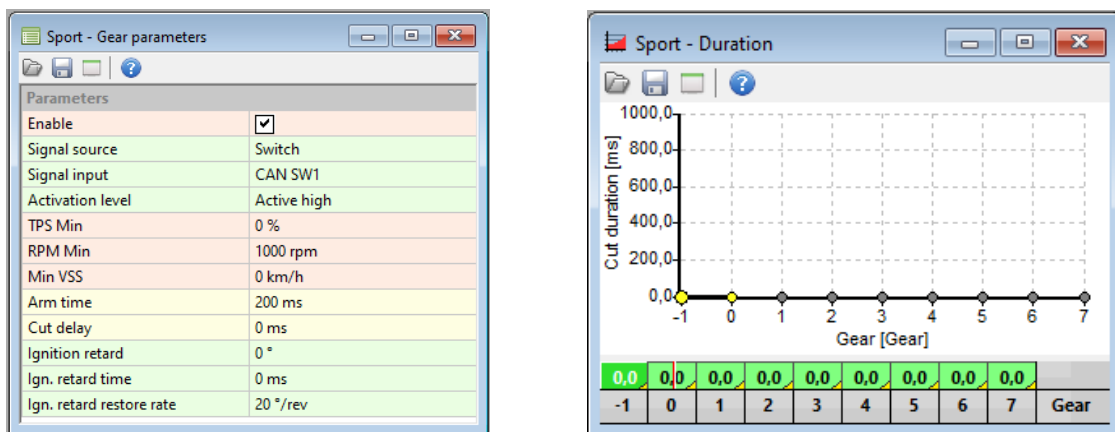 Sport - Gear parameters
Parameters
Enable
Signal source Switch
Signal input CAN SW1
Activation level Active high
TPS Min 0 %
RPM Min 1000 rpm
Min VSS 0 km/h
Arm time 200 ms
Cut delay 0 ms
Ignition retard 0 °
Ign. retard time 0 ms
Ign. retard restore rate 20 °/rev
Sport - Duration
Cut duration [ms]
1000,0
800,0
600,0
400,0
200,0
0,0
-1 0 1 2 3 4 5 6 7
Gear [Gear]
0,0 0,0 0,0 0,0 0,0 0,0 0,0 0,0 0,0
-1 0 1 2 3 4 5 6 7 Gear